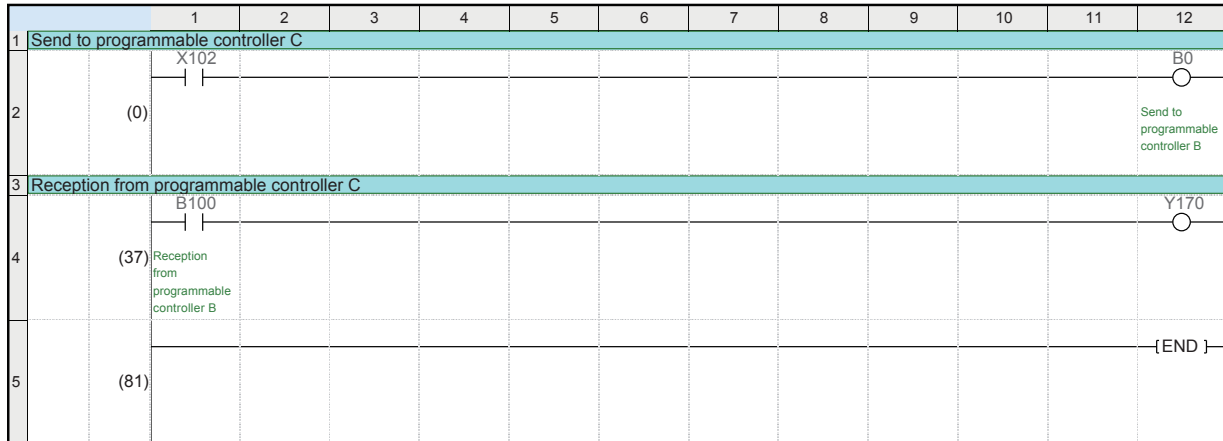 1 2 3 4 5 6 7 8 9 10 11 12
1 Send to programmable controller C
X102 B0
2 (0) Send to
programmable
controller B
3 Reception from programmable controller C
B100 Y170
4 (37) Reception
from
programmable
controller B
[END]
5 (81)